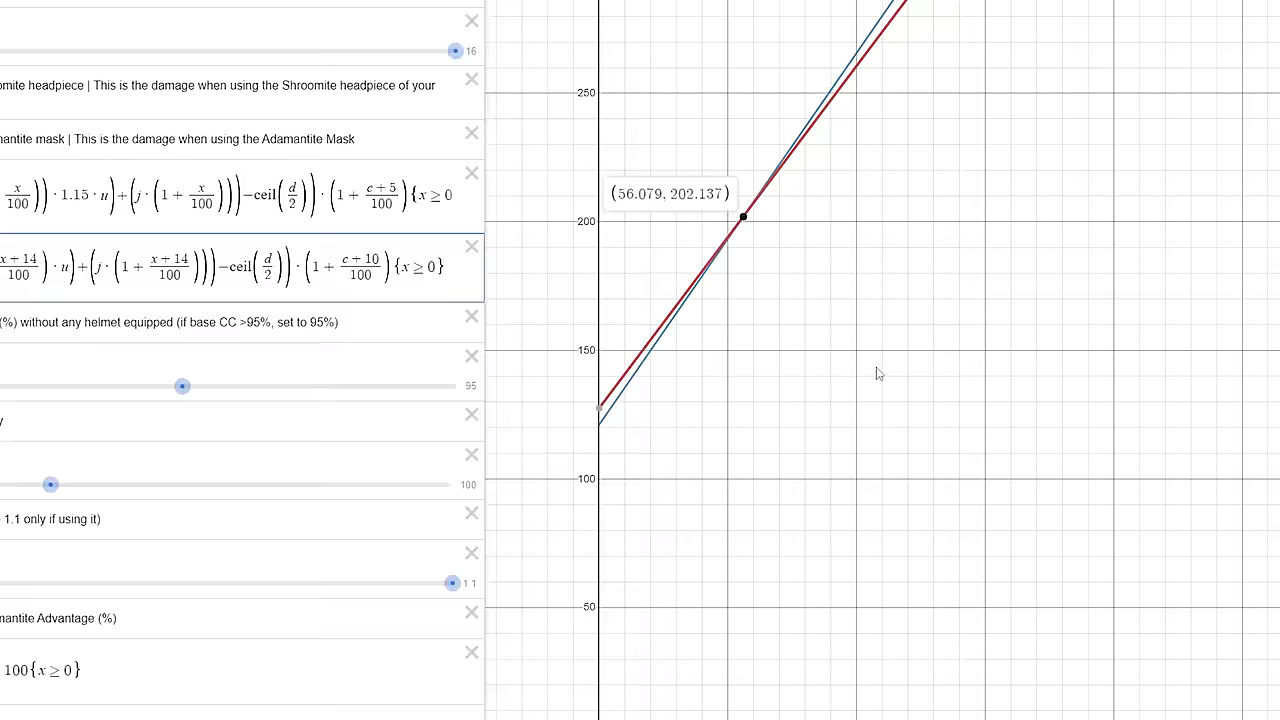 16
omite headpiece | This is the damage when using the Shroomite headpiece of your
mantite mask | This is the damage when using the Adamantite Mask
x/100))·1.15·u)+(j·(1+x/100)))−ceil(d/2))·(1+(c+5)/100){x≥0
x+14/100)·u)+(j·(1+(x+14)/100)))−ceil(d/2))·(1+(c+10)/100){x≥0}
(%) without any helmet equipped (if base CC >95%, set to 95%)
95
y
100
1.1 only if using it)
1 1
mantite Advantage (%)
100{x≥0}
250
(56.079, 202.137)
200
150
100
50